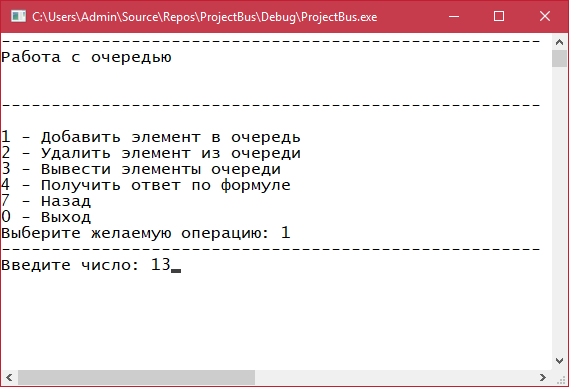 C:\Users\Admin\Source\Repos\ProjectBus\Debug\ProjectBus.exe
------------------------------------------------------
Работа с очередью
------------------------------------------------------
1 - Добавить элемент в очередь
2 - Удалить элемент из очереди
3 - Вывести элементы очереди
4 - Получить ответ по формуле
7 - Назад
0 - Выход
Выберите желаемую операцию: 1
------------------------------------------------------
Введите число: 13